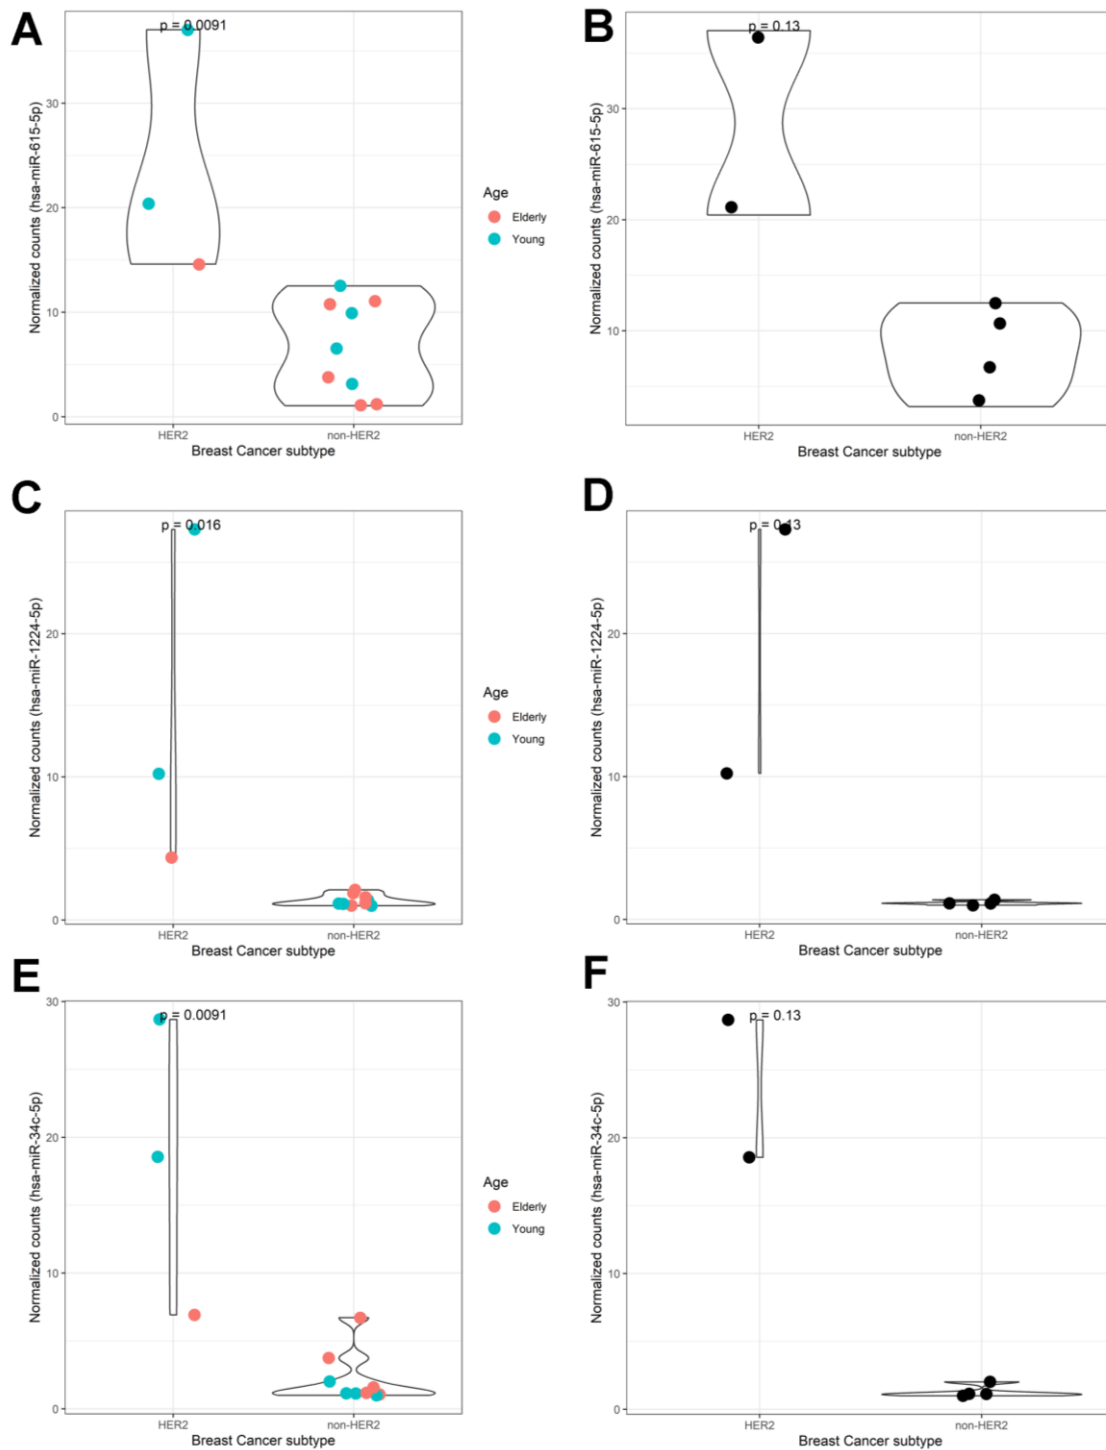 A
p = 0.0091
Normalized counts (hsa-miR-615-5p)
30
20
10
0
HER2
non-HER2
Breast Cancer subtype
Age
Elderly
Young
B
p = 0.13
Normalized counts (hsa-miR-615-5p)
30
20
10
HER2
non-HER2
Breast Cancer subtype
C
p = 0.016
Normalized counts (hsa-miR-1224-5p)
20
10
0
HER2
non-HER2
Breast Cancer subtype
Age
Elderly
Young
D
p = 0.13
Normalized counts (hsa-miR-1224-5p)
20
10
0
HER2
non-HER2
Breast Cancer subtype
E
p = 0.0091
Normalized counts (hsa-miR-34c-5p)
30
20
10
0
HER2
non-HER2
Breast Cancer subtype
Age
Elderly
Young
F
p = 0.13
Normalized counts (hsa-miR-34c-5p)
30
20
10
0
HER2
non-HER2
Breast Cancer subtype